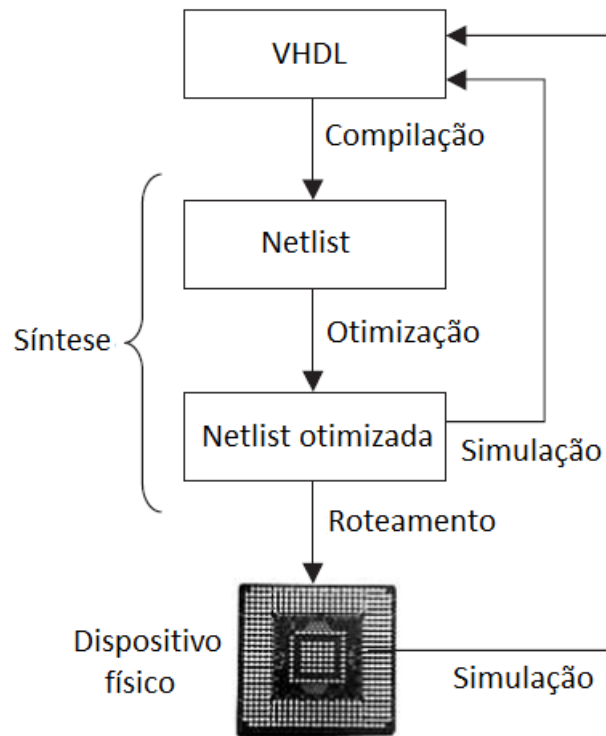 VHDL
Compilação
Netlist
Otimização
Síntese
Netlist otimizada
Simulação
Roteamento
Dispositivo
físico
Simulação